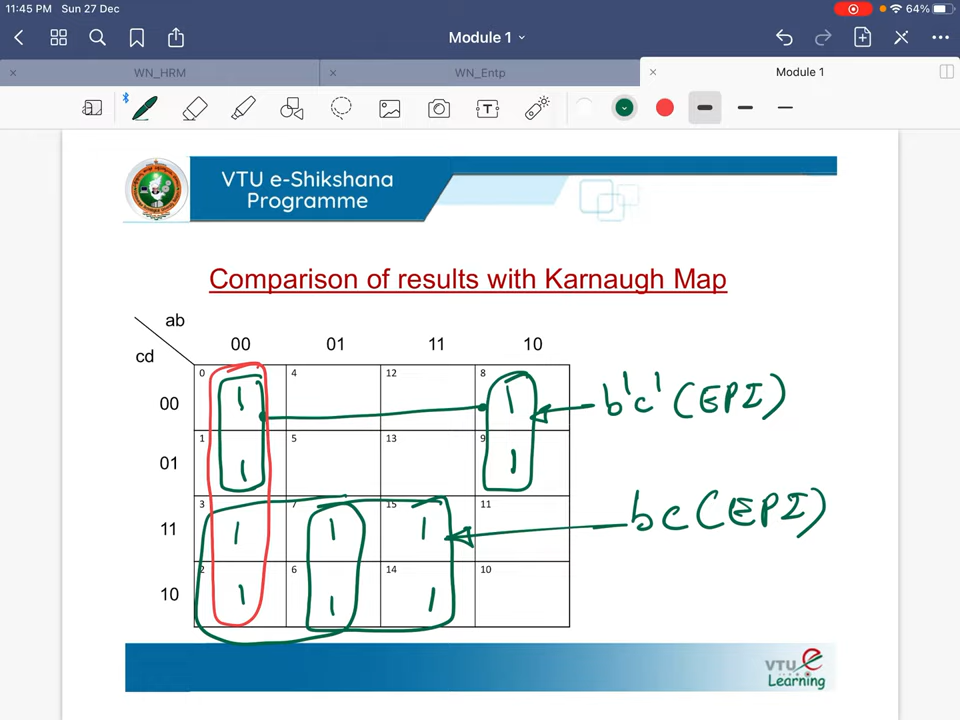 11:45 PM Sun 27 Dec 64%
Module 1
WN_HRM WN_Entp Module 1
VTU e-Shikshana
Programme
Comparison of results with Karnaugh Map
ab
cd 00 01 11 10
0 4 12 8
00 1 1 b'c' (EPI)
1 5 13 9
01 1 1
3 7 15 11
11 1 1 1 bc (EPI)
2 6 14 10
10 1 1 1
VTU e
Learning